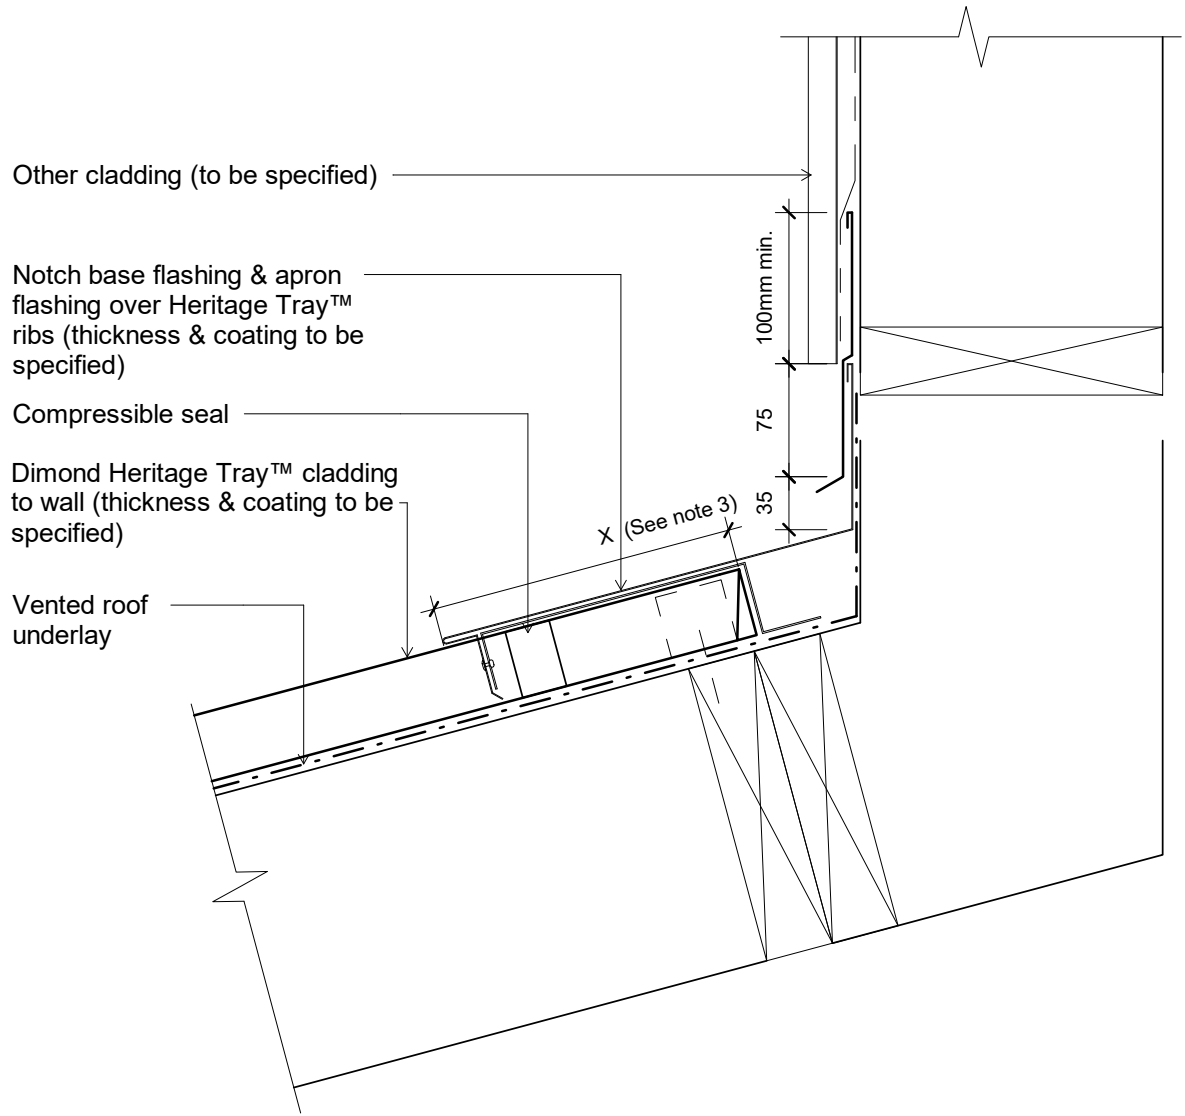 Other cladding (to be specified)
Notch base flashing & apron
flashing over Heritage Tray™
ribs (thickness & coating to be
specified)
Compressible seal
Dimond Heritage Tray™ cladding
to wall (thickness & coating to be
specified)
Vented roof
underlay
100mm min.
75
35
X (See note 3)